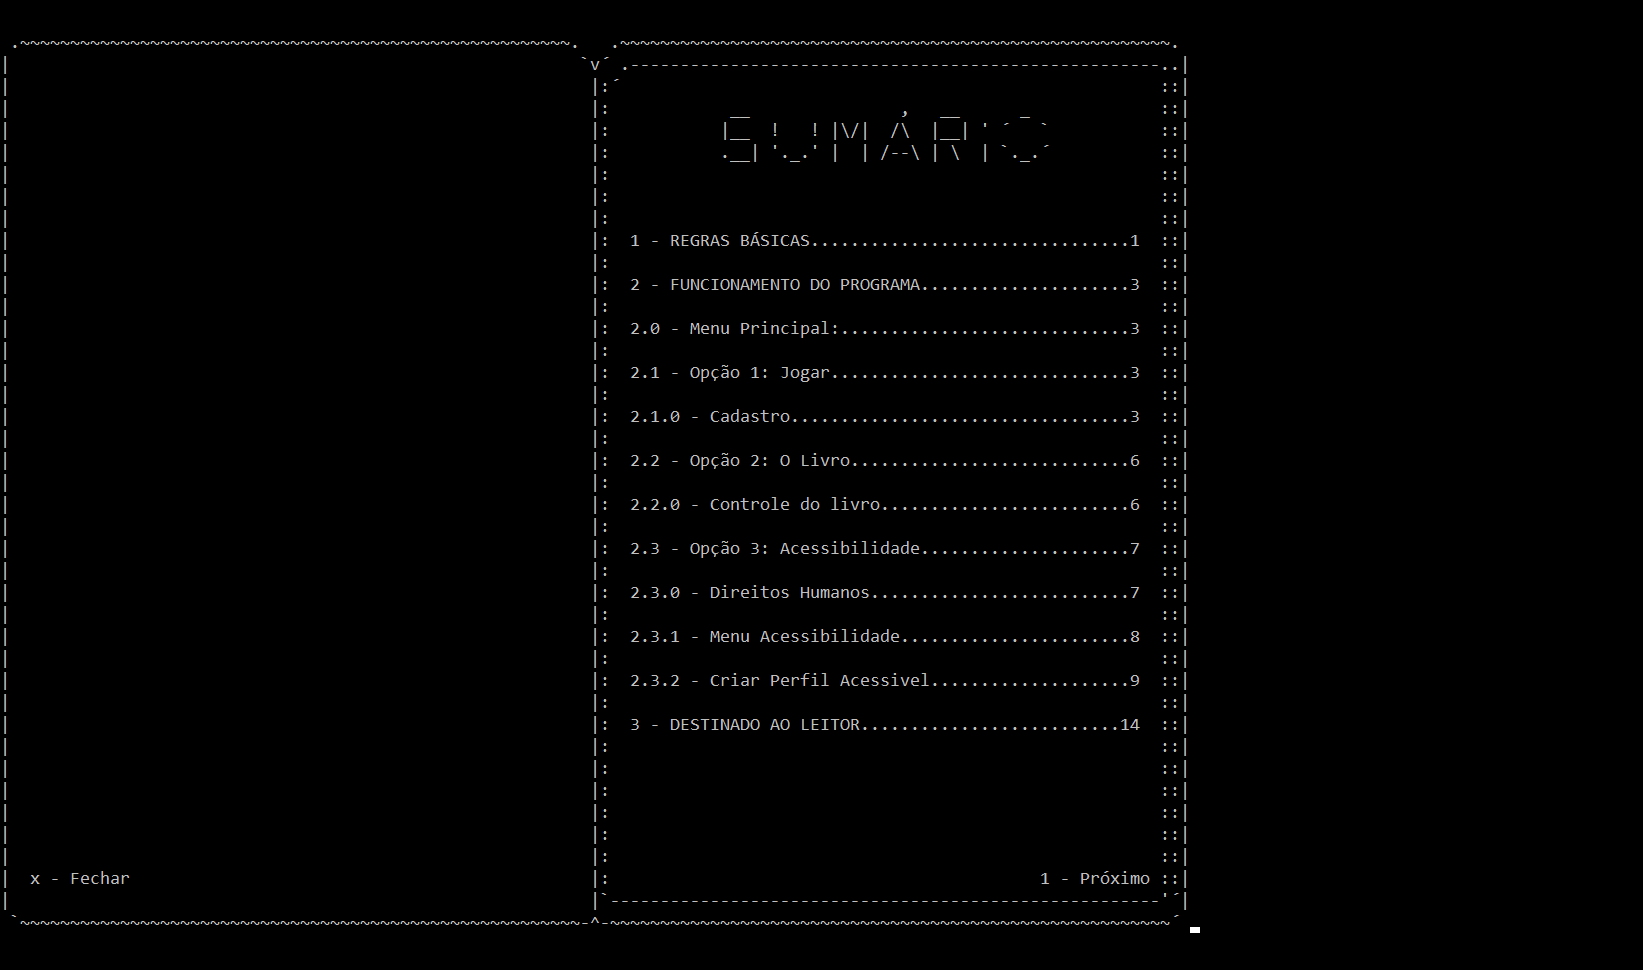 SUMÁRIO
1 - REGRAS BÁSICAS................................1
2 - FUNCIONAMENTO DO PROGRAMA.....................3
2.0 - Menu Principal:.............................3
2.1 - Opção 1: Jogar..............................3
2.1.0 - Cadastro..................................3
2.2 - Opção 2: O Livro............................6
2.2.0 - Controle do livro.........................6
2.3 - Opção 3: Acessibilidade.....................7
2.3.0 - Direitos Humanos..........................7
2.3.1 - Menu Acessibilidade.......................8
2.3.2 - Criar Perfil Acessivel....................9
3 - DESTINADO AO LEITOR..........................14
x - Fechar
1 - Próximo